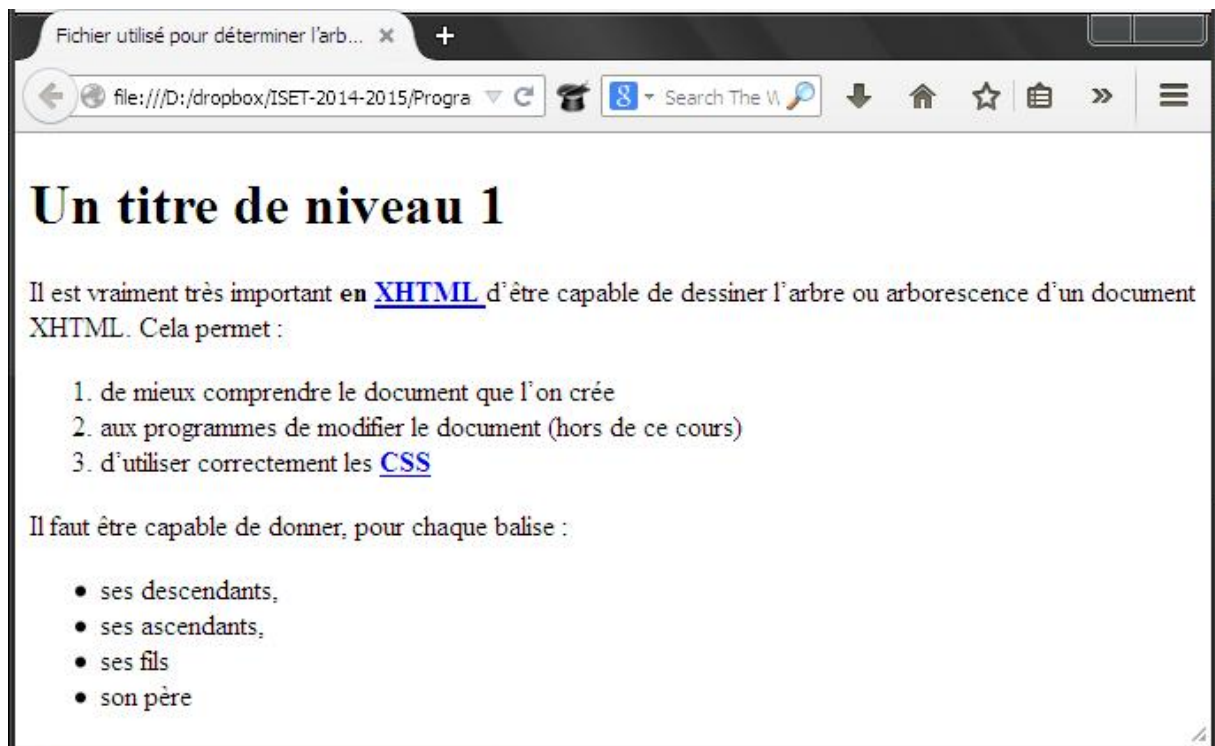 Fichier utilisé pour déterminer l'arb...
file:///D:/dropbox/ISET-2014-2015/Progra
8 Search The W
Un titre de niveau 1
Il est vraiment très important en XHTML d'être capable de dessiner l'arbre ou arborescence d'un document
XHTML. Cela permet :
1. de mieux comprendre le document que l'on crée
2. aux programmes de modifier le document (hors de ce cours)
3. d'utiliser correctement les CSS
Il faut être capable de donner, pour chaque balise :
• ses descendants,
• ses ascendants,
• ses fils
• son père